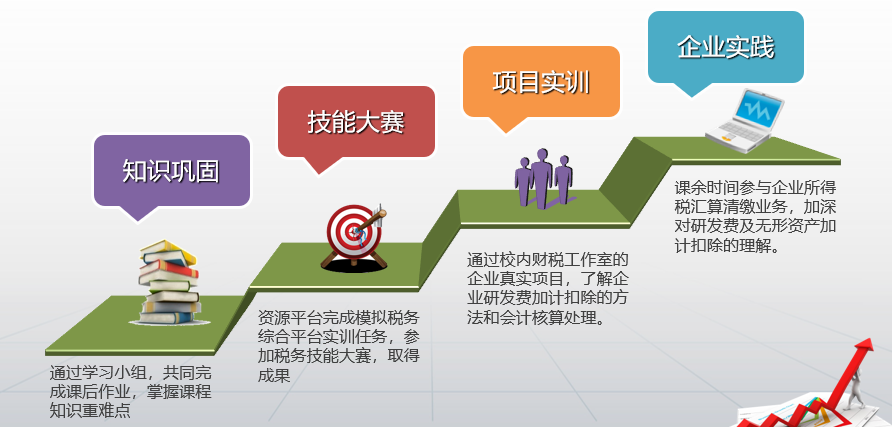 知识巩固
通过学习小组，共同完
成课后作业，掌握课程
知识重难点
技能大赛
资源平台完成模拟税务
综合平台实训任务，参
加税务技能大赛，取得
成果
项目实训
通过校内财税工作室的
企业真实项目，了解企
业研发费加计扣除的方
法和会计核算处理。
企业实践
课余时间参与企业所得
税汇算清缴业务，加深
对研发费及无形资产加
计扣除的理解。